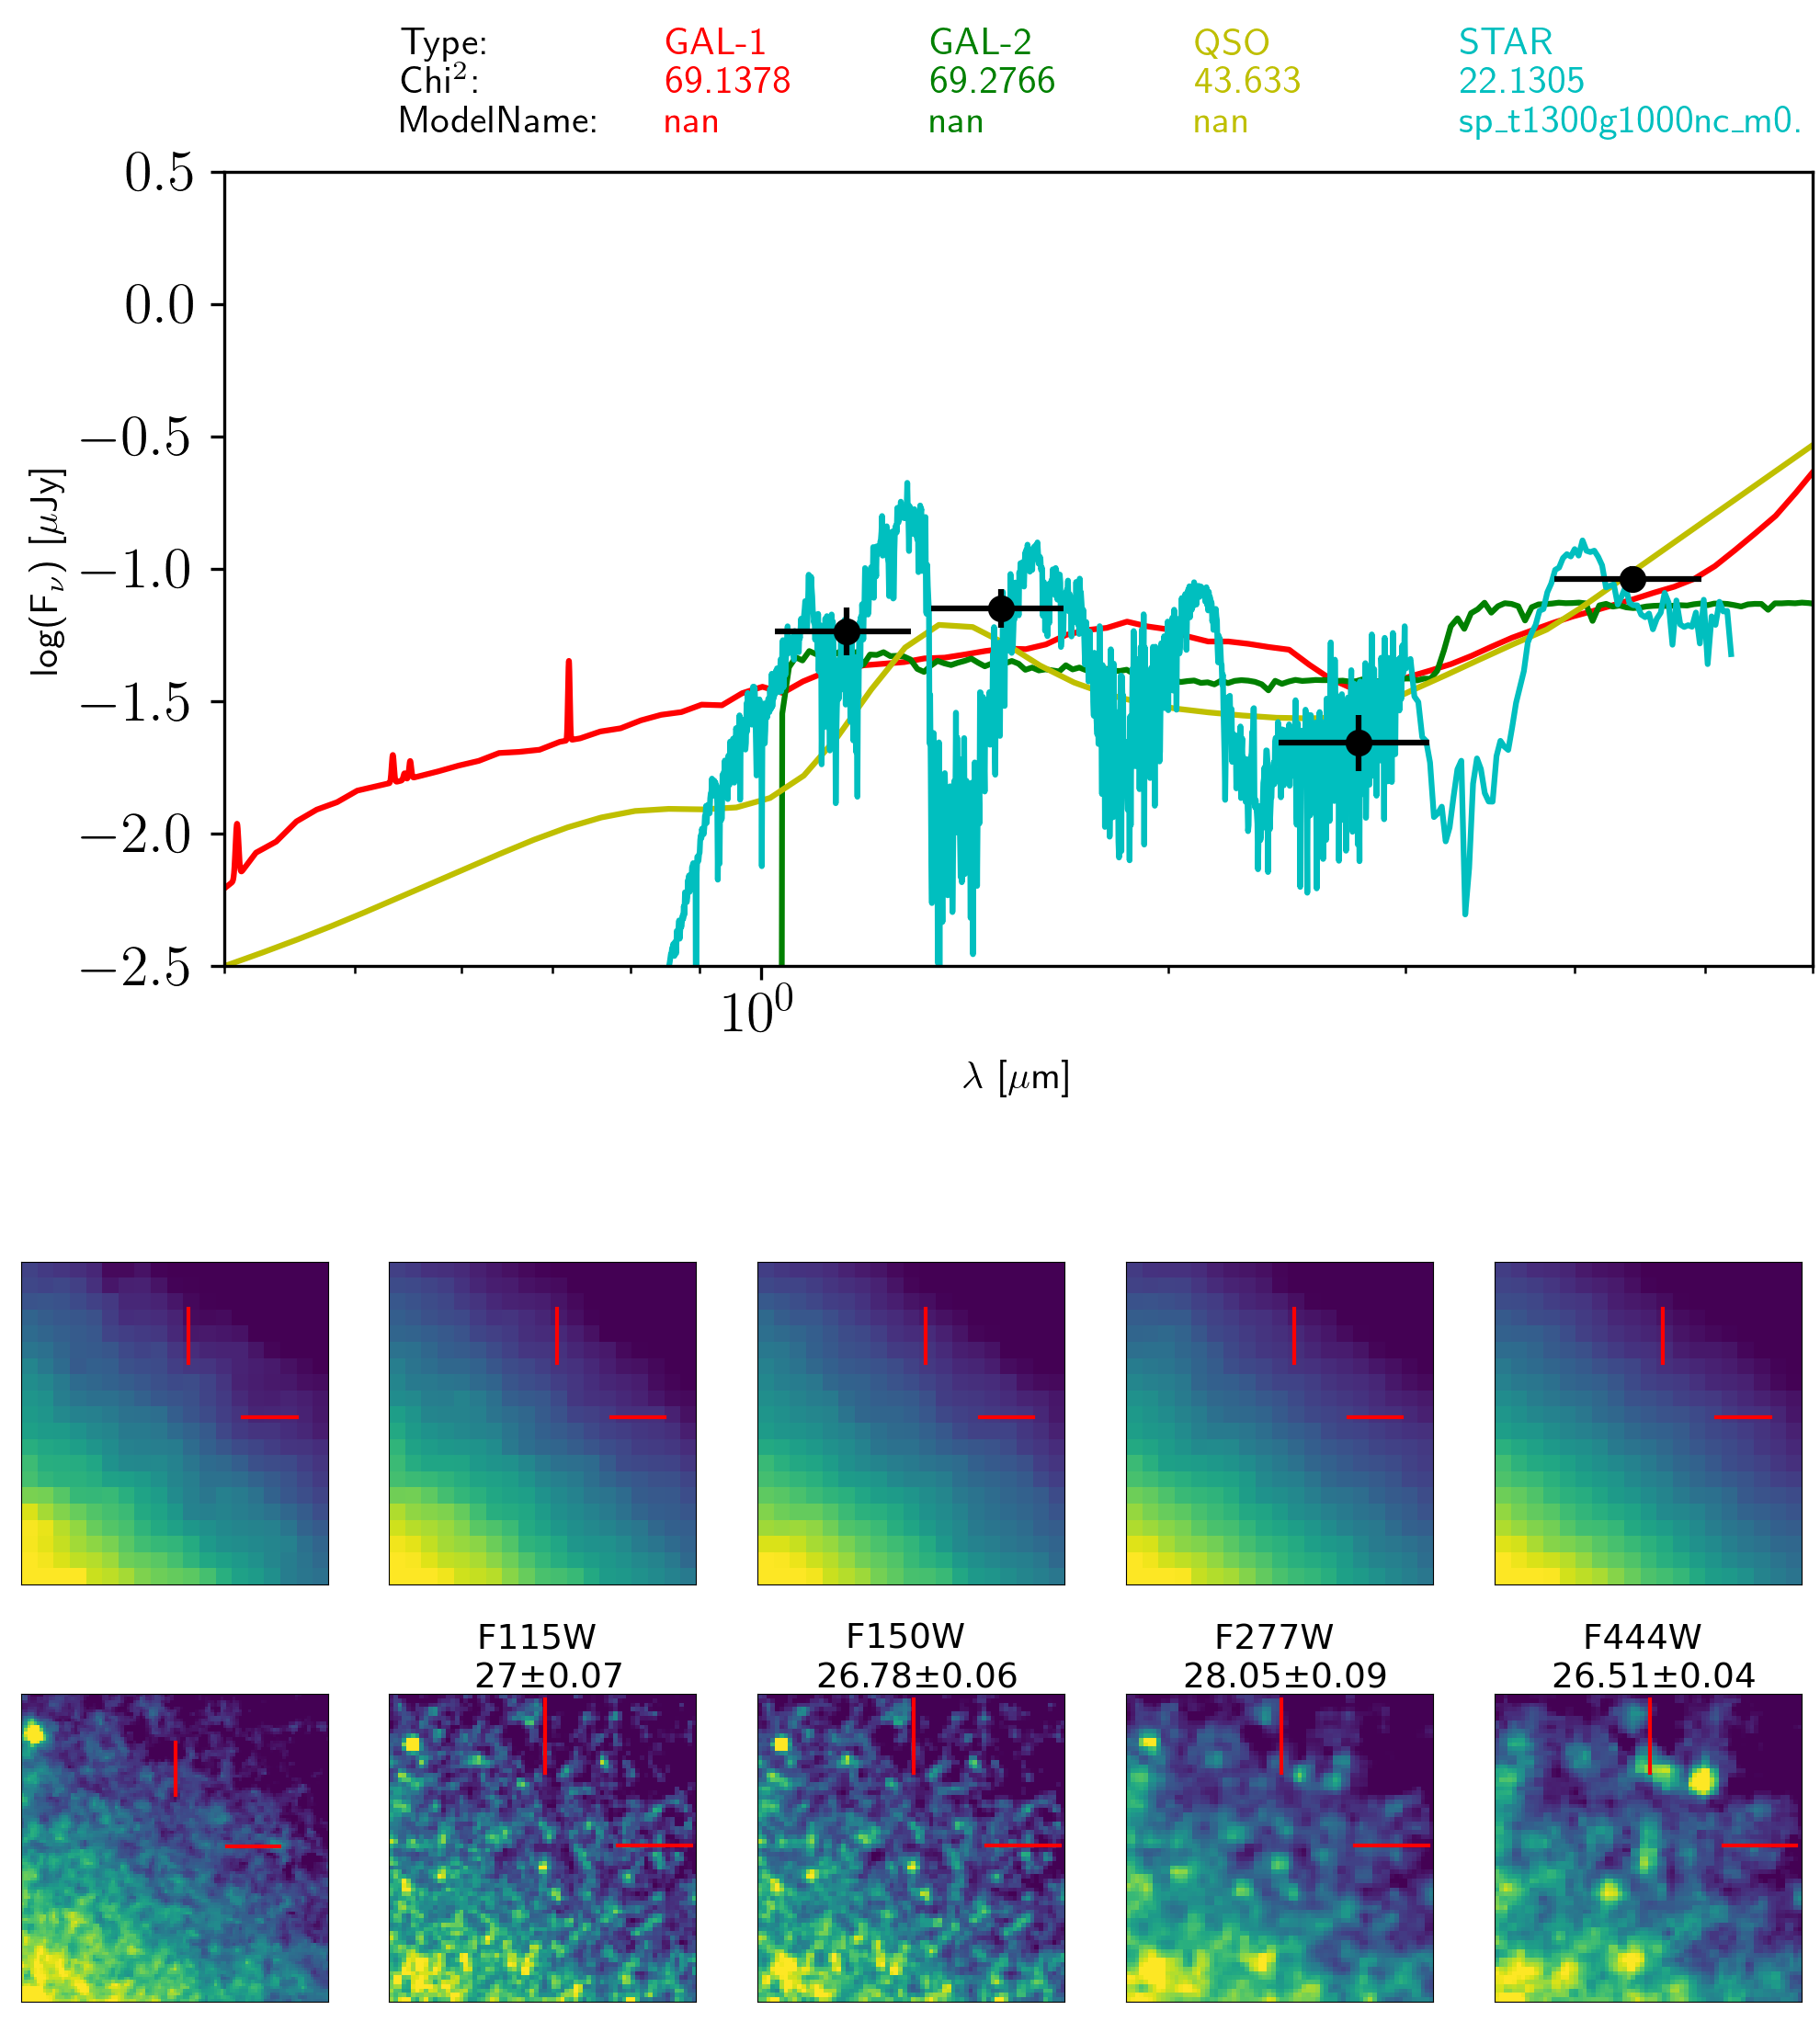 Type: GAL-1 GAL-2 QSO STAR
Chi²: 69.1378 69.2766 43.633 22.1305
ModelName: nan nan nan sp_t1300g1000nc_m0.
0.5
0.0
−0.5
−1.0
−1.5
−2.0
−2.5
log(Fν) [μJy]
10⁰
λ [μm]
F115W F150W F277W F444W
27±0.07 26.78±0.06 28.05±0.09 26.51±0.04